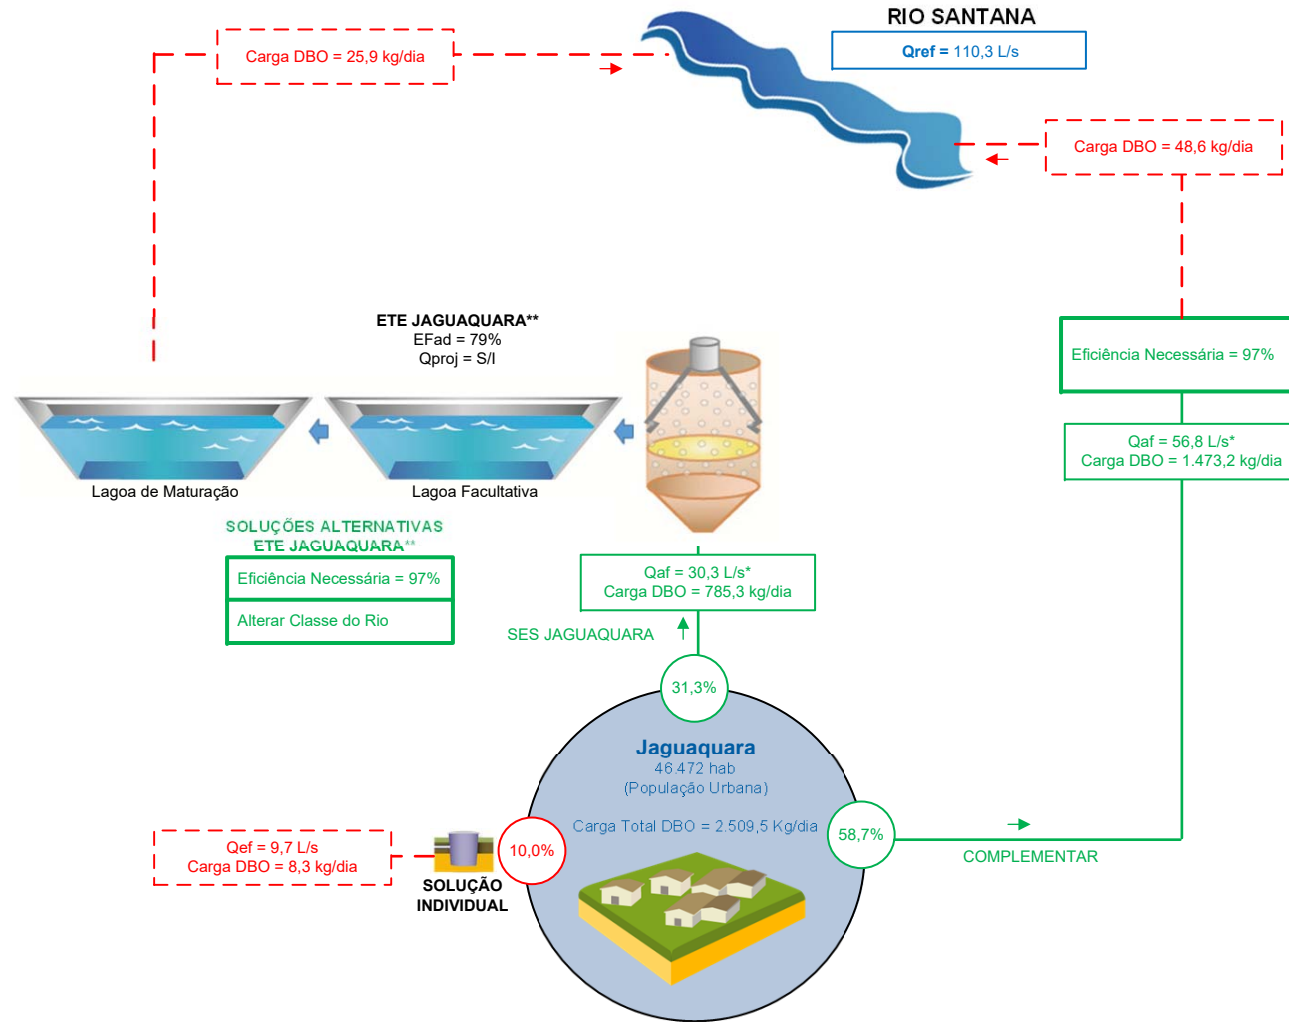 RIO SANTANA
Qref = 110,3 L/s
Carga DBO = 25,9 kg/dia
Carga DBO = 48,6 kg/dia
ETE JAGUAQUARA**
EFad = 79%
Qproj = S/I
Eficiência Necessária = 97%
Qaf = 56,8 L/s*
Carga DBO = 1.473,2 kg/dia
Lagoa de Maturação
Lagoa Facultativa
SOLUÇÕES ALTERNATIVAS
ETE JAGUAQUARA**
Eficiência Necessária = 97%
Alterar Classe do Rio
Qaf = 30,3 L/s*
Carga DBO = 785,3 kg/dia
SES JAGUAQUARA
31,3%
Jaguaquara
46.472 hab
(População Urbana)
Carga Total DBO = 2.509,5 Kg/dia
58,7%
COMPLEMENTAR
10,0%
Qef = 9,7 L/s
Carga DBO = 8,3 kg/dia
SOLUÇÃO
INDIVIDUAL